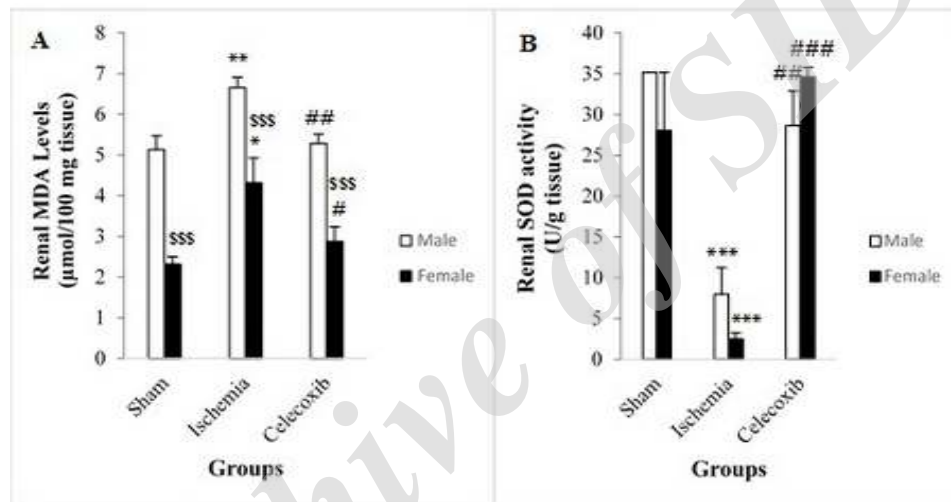 A
Renal MDA Levels
(μmol/100 mg tissue)
8
7
6
5
4
3
2
1
0
$$$
**
$$$
*
##
$$$
#
Male
Female
Sham
Ischemia
Celecoxib
Groups
B
Renal SOD activity
(U/g tissue)
40
35
30
25
20
15
10
5
0
***
***
##
###
Male
Female
Sham
Ischemia
Celecoxib
Groups